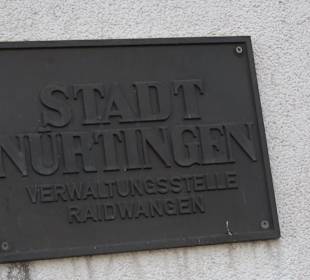 STADT
NÜRTINGEN
VERWALTUNGSSTELLE
RAIDWANGEN